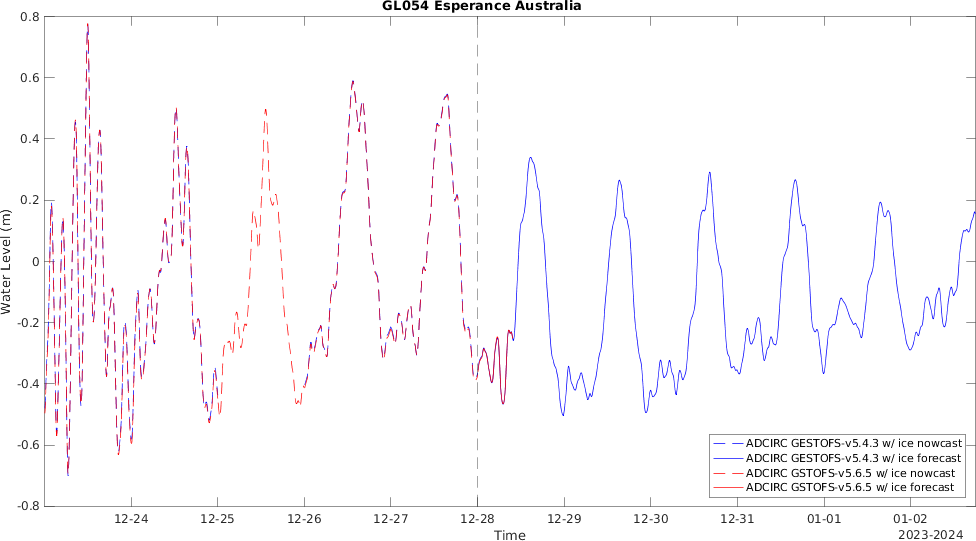 GL054 Esperance Australia
0.8
0.6
0.4
0.2
0
-0.2
-0.4
-0.6
-0.8
Water Level (m)
12-24 12-25 12-26 12-27 12-28 12-29 12-30 12-31 01-01 01-02
Time
2023-2024
ADCIRC GESTOFS-v5.4.3 w/ ice nowcast
ADCIRC GESTOFS-v5.4.3 w/ ice forecast
ADCIRC GSTOFS-v5.6.5 w/ ice nowcast
ADCIRC GSTOFS-v5.6.5 w/ ice forecast